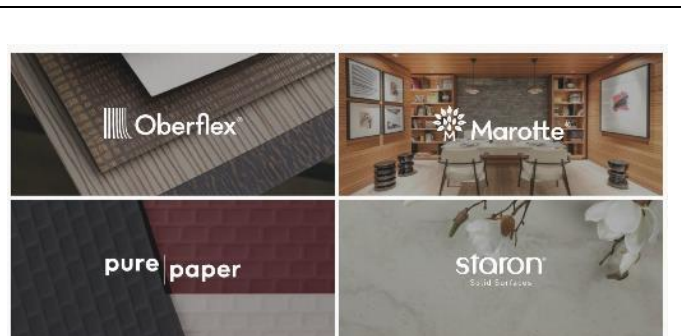 Oberflex®
Marotte
pure | paper
staron®
Solid Surfaces